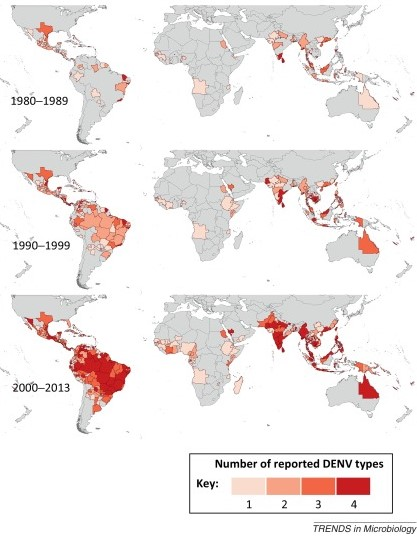 1980–1989
1990–1999
2000–2013
Number of reported DENV types
Key:
1 2 3 4
TRENDS in Microbiology